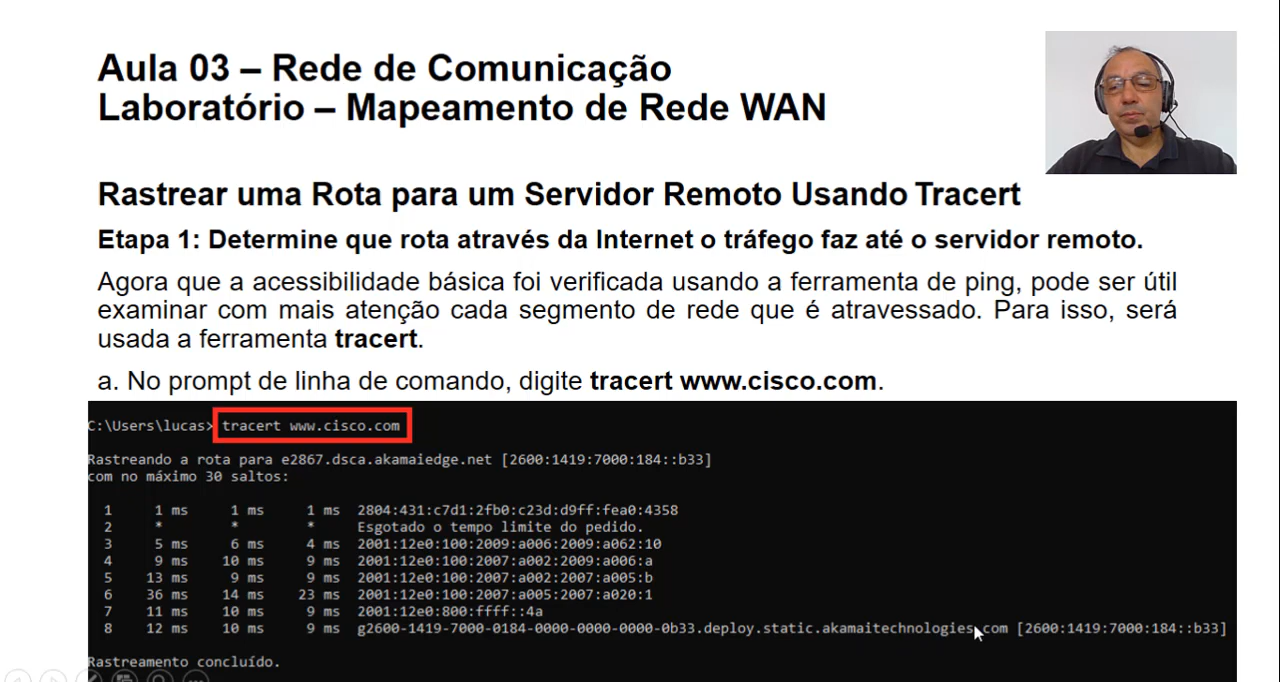 Aula 03 – Rede de Comunicação
Laboratório – Mapeamento de Rede WAN
Rastrear uma Rota para um Servidor Remoto Usando Tracert
Etapa 1: Determine que rota através da Internet o tráfego faz até o servidor remoto.
Agora que a acessibilidade básica foi verificada usando a ferramenta de ping, pode ser útil
examinar com mais atenção cada segmento de rede que é atravessado. Para isso, será
usada a ferramenta tracert.
a. No prompt de linha de comando, digite tracert www.cisco.com.
C:\Users\lucas> tracert www.cisco.com
Rastreando a rota para e2867.dsca.akamaiedge.net [2600:1419:7000:184::b33]
com no máximo 30 saltos:
1 1 ms 1 ms 1 ms 2804:431:c7d1:2fb0:c23d:d9ff:fea0:4358
2 * * * Esgotado o tempo limite do pedido.
3 5 ms 6 ms 4 ms 2001:12e0:100:2009:a006:2009:a062:10
4 9 ms 10 ms 9 ms 2001:12e0:100:2007:a002:2009:a006:a
5 13 ms 9 ms 9 ms 2001:12e0:100:2007:a002:2007:a005:b
6 36 ms 14 ms 23 ms 2001:12e0:100:2007:a005:2007:a020:1
7 11 ms 10 ms 9 ms 2001:12e0:800:ffff::4a
8 12 ms 10 ms 9 ms g2600-1419-7000-0184-0000-0000-0000-0b33.deploy.static.akamaitechnologies.com [2600:1419:7000:184::b33]
Rastreamento concluído.